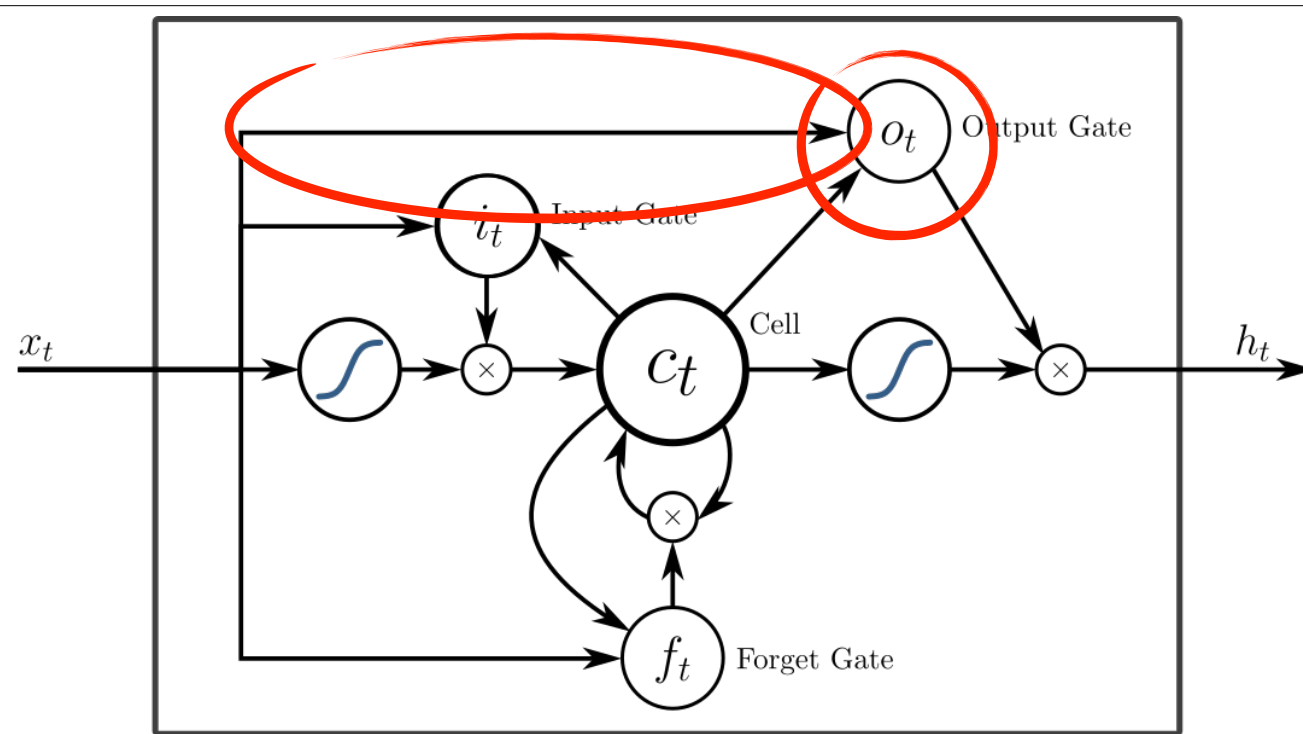 o_t Output Gate
i_t Input Gate
Cell
x_t
×
c_t
×
h_t
×
f_t Forget Gate